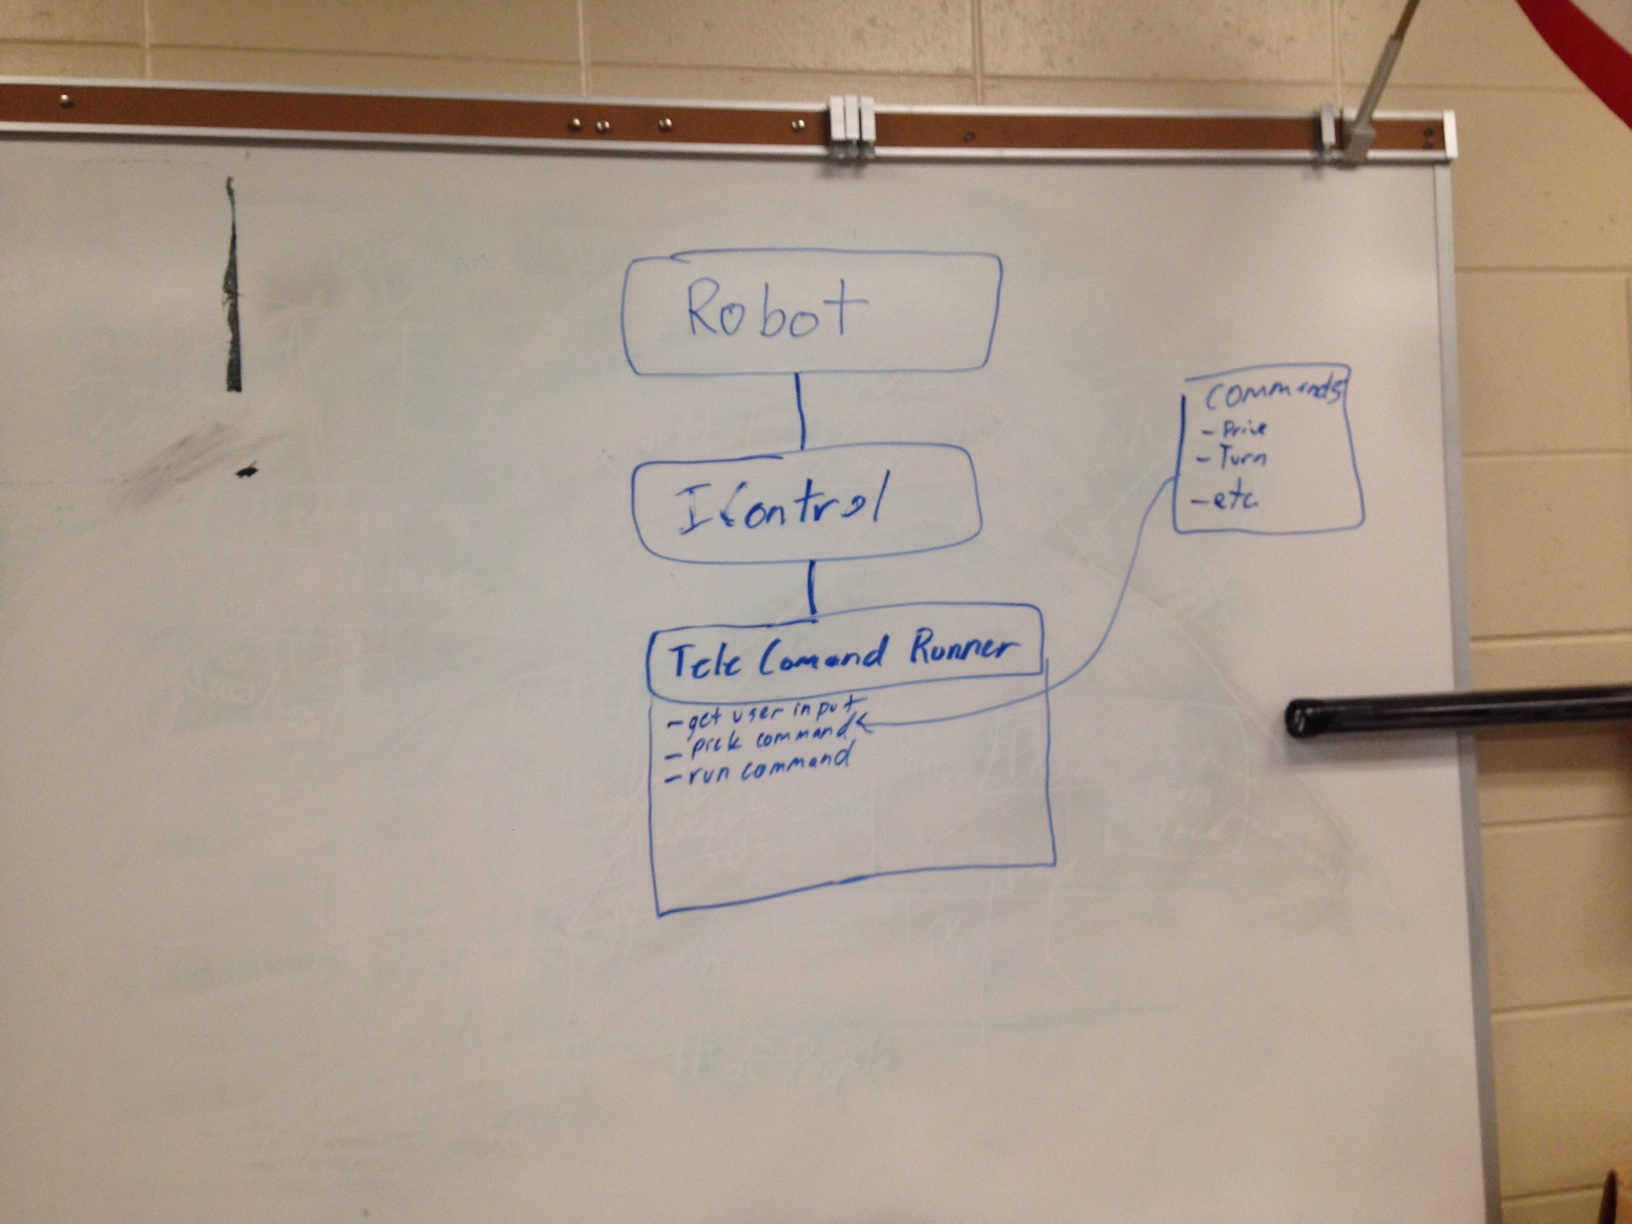 Robot
IControl
Tele Comand Runner
- get user input
- pick command
- run command
Commands
- Drive
- Turn
- etc